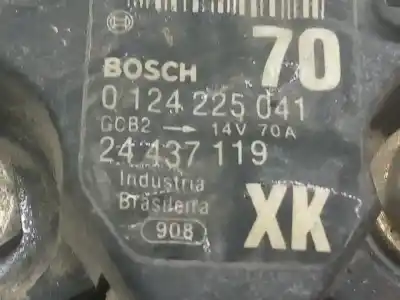 70
BOSCH
0 124 225 041
GCB2 → 14V 70A
24 437 119
Industria
Brasileira
908
XK